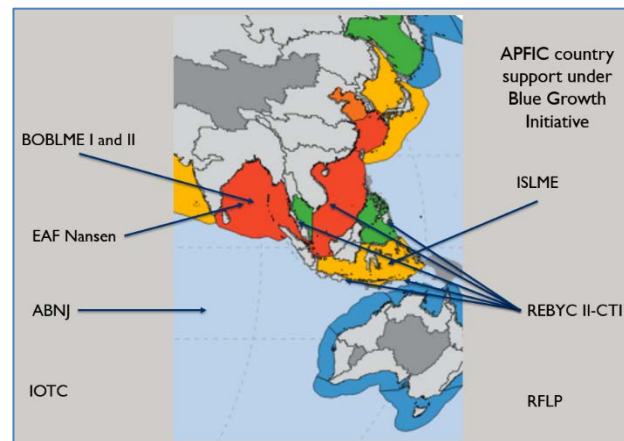 APFIC country
support under
Blue Growth
Initiative
BOBLME I and II
ISLME
EAF Nansen
ABNJ
REBYC II-CTI
IOTC
RFLP